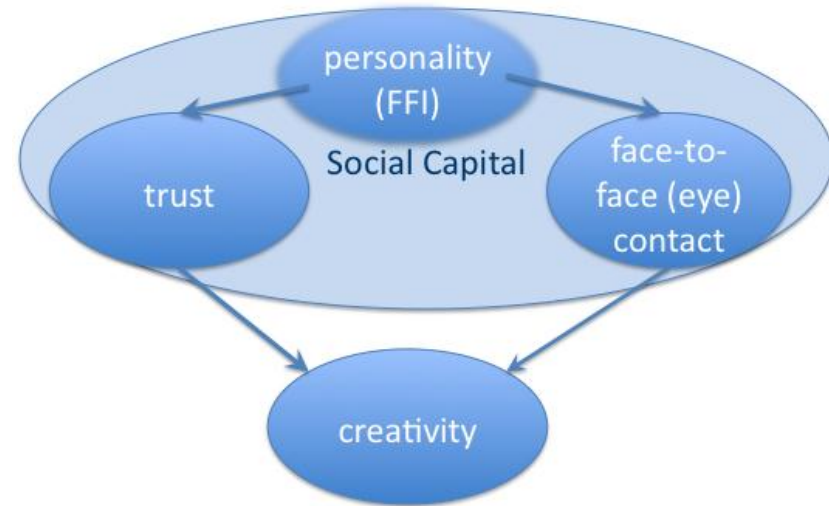 personality
(FFI)
Social Capital
trust
face-to-
face (eye)
contact
creativity